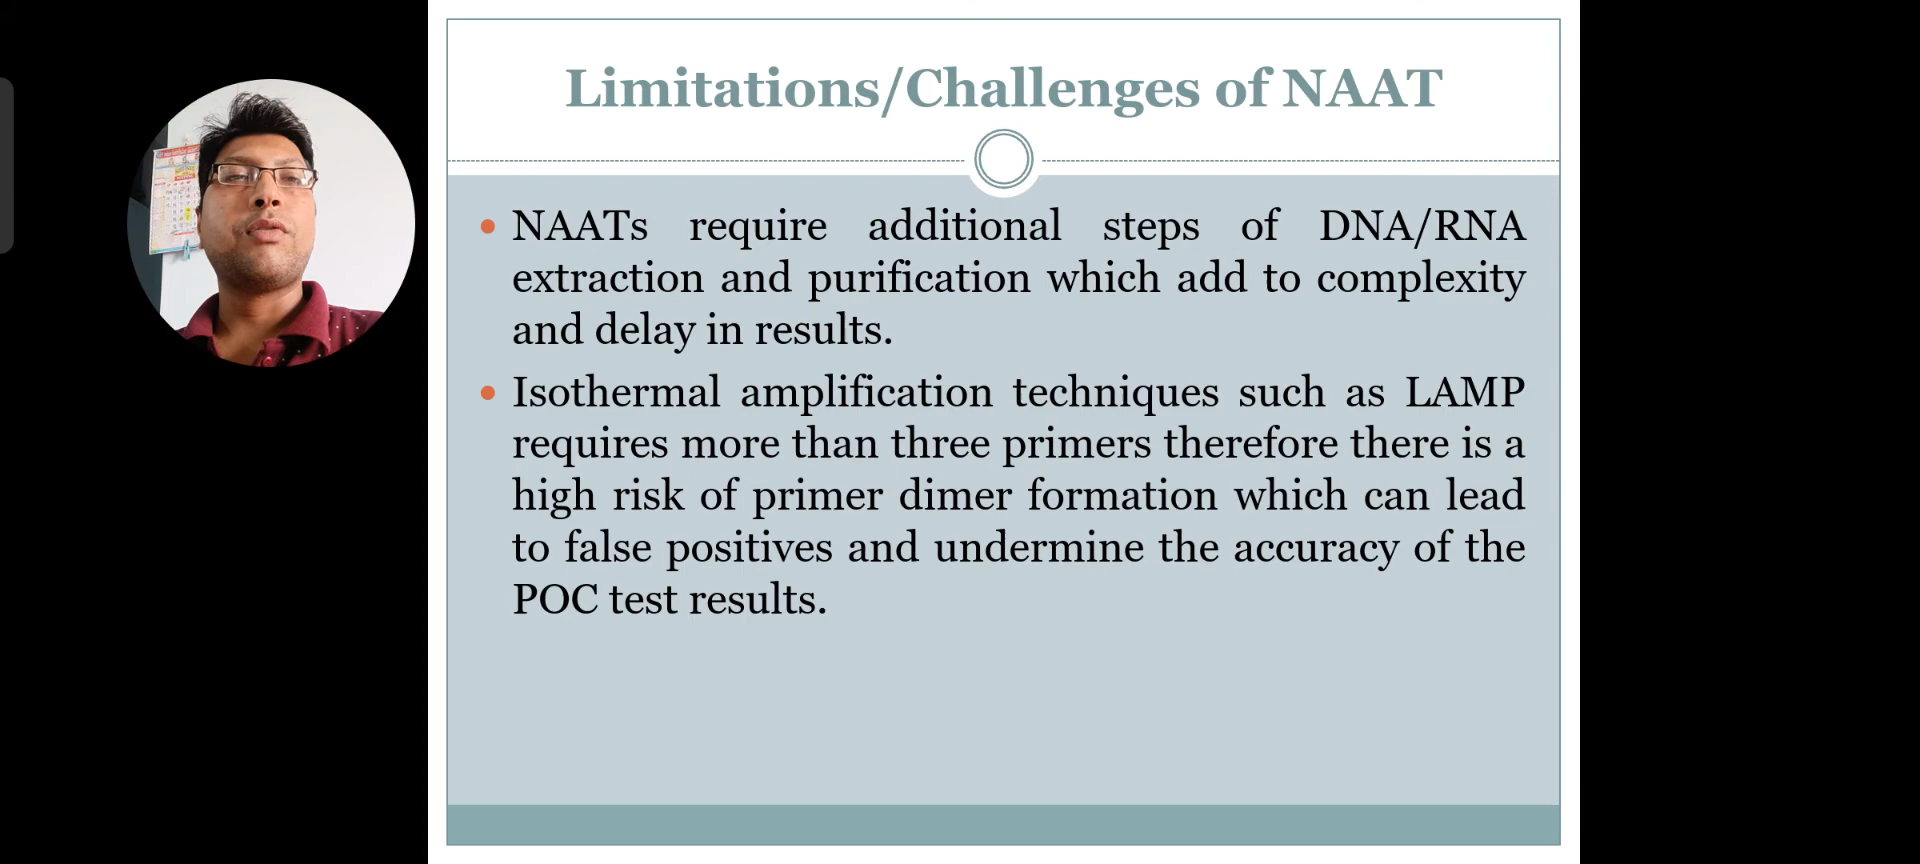 Limitations/Challenges of NAAT
NAATs require additional steps of DNA/RNA
extraction and purification which add to complexity
and delay in results.
Isothermal amplification techniques such as LAMP
requires more than three primers therefore there is a
high risk of primer dimer formation which can lead
to false positives and undermine the accuracy of the
POC test results.